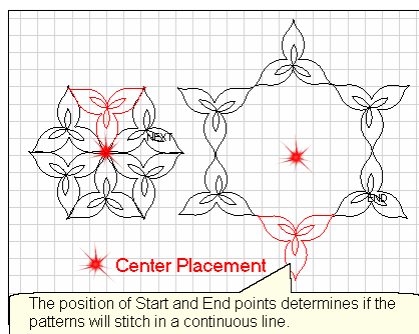 NEXT
END
Center Placement
The position of Start and End points determines if the
patterns will stitch in a continuous line.